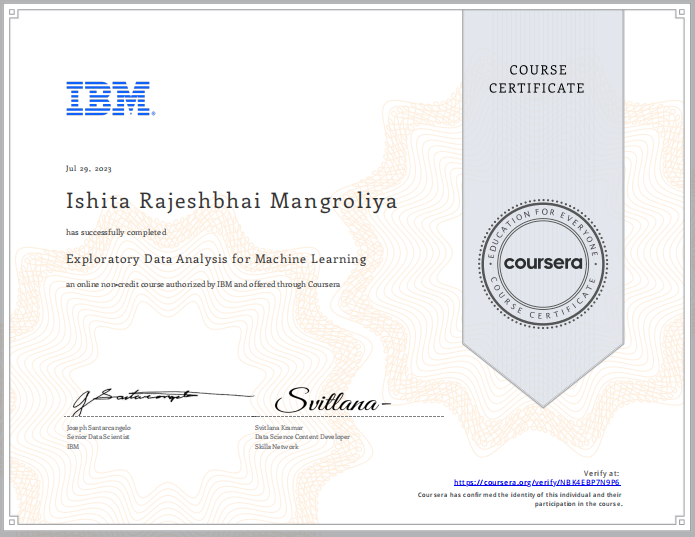 COURSE
CERTIFICATE
IBM®
Jul 29, 2023
Ishita Rajeshbhai Mangroliya
has successfully completed
Exploratory Data Analysis for Machine Learning
an online non-credit course authorized by IBM and offered through Coursera
EDUCATION FOR EVERYONE
coursera
COURSE CERTIFICATE
J Santarcangelo
Svitlana
Joseph Santarcangelo
Senior Data Scientist
IBM
Svitlana Kramar
Data Science Content Developer
Skills Network
Verify at:
https://coursera.org/verify/NBK4EBP7N9P6
Coursera has confirmed the identity of this individual and their
participation in the course.